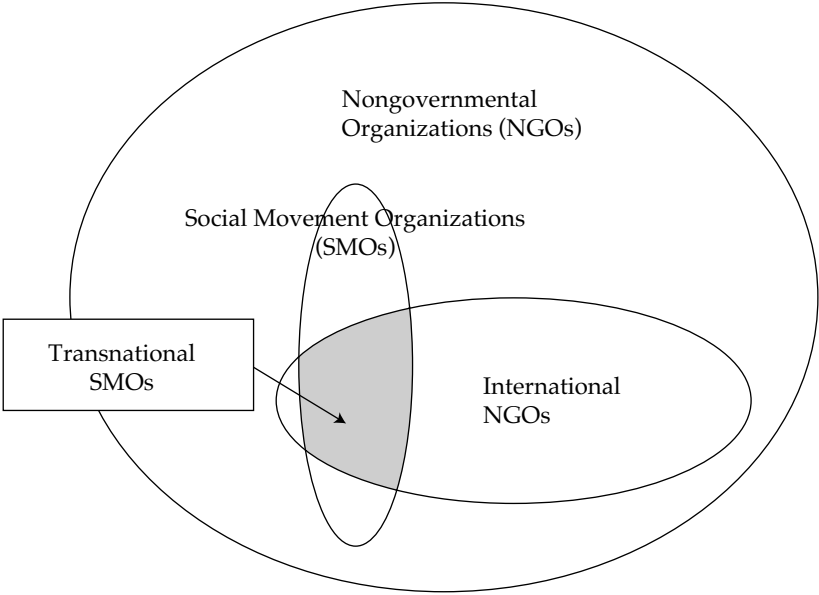 Nongovernmental
Organizations (NGOs)
Social Movement Organizations
(SMOs)
Transnational
SMOs
International
NGOs